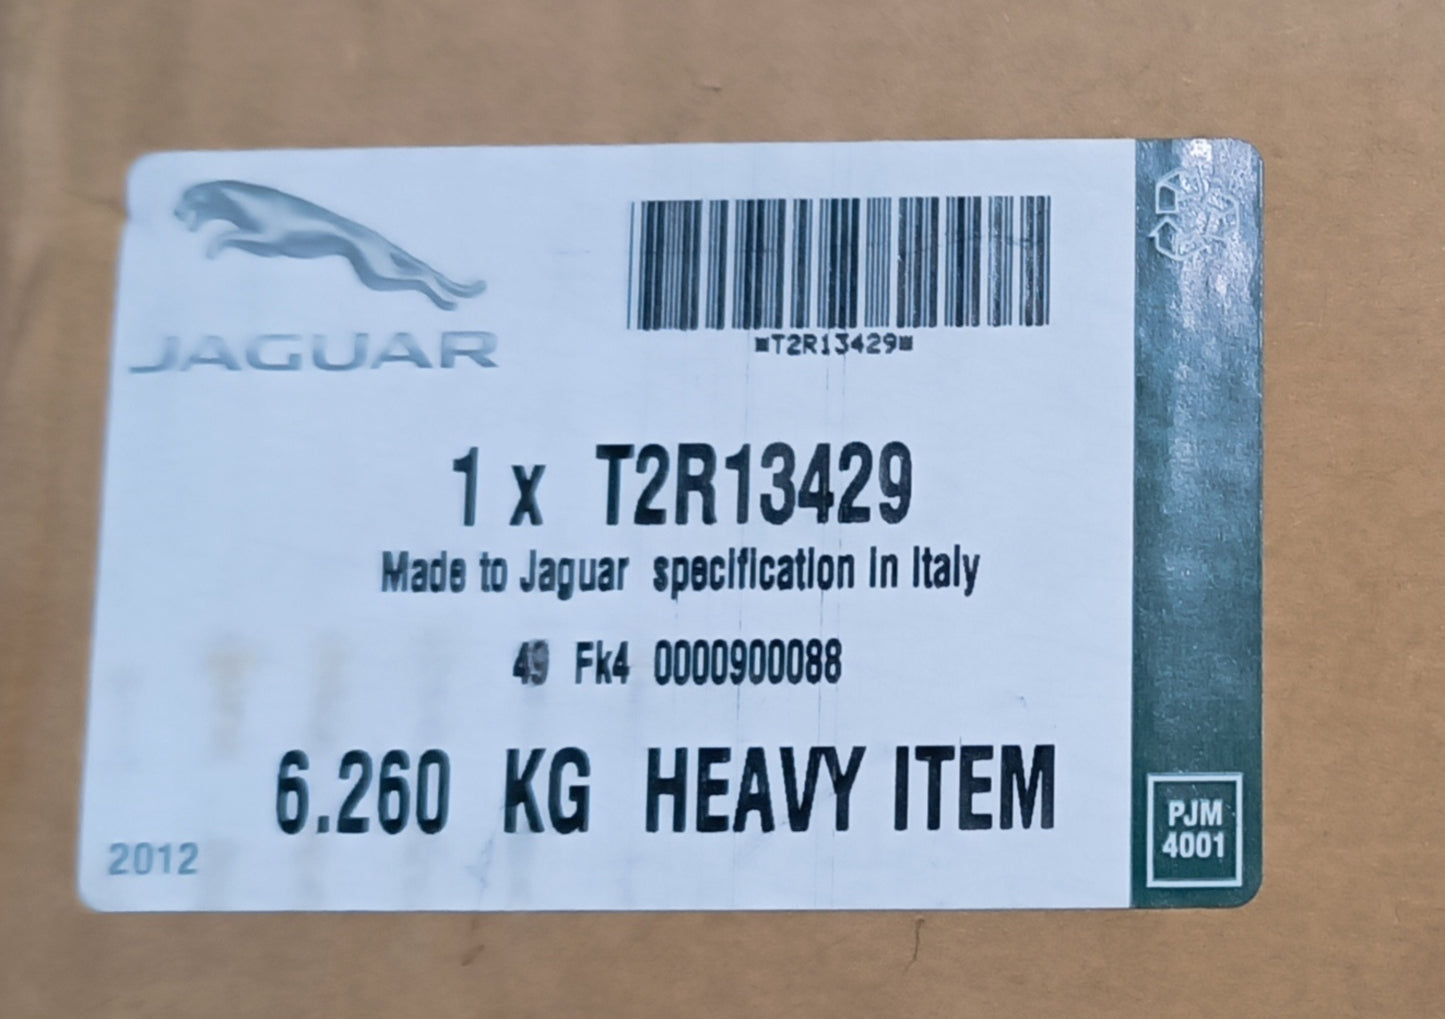 JAGUAR
*T2R13429*
1 x T2R13429
Made to Jaguar specification in Italy
49 Fk4 0000900088
6.260 KG HEAVY ITEM
2012
PJM
4001